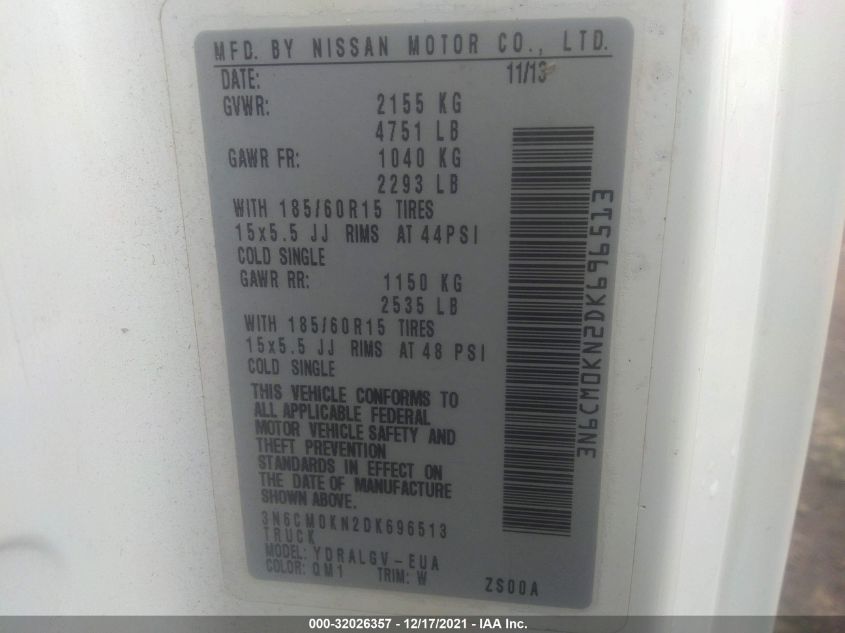 MFD. BY NISSAN MOTOR CO., LTD.
DATE: 11/13
GVWR: 2155 KG
4751 LB
GAWR FR: 1040 KG
2293 LB
WITH 185/60R15 TIRES
15x5.5 JJ RIMS AT 44PSI
COLD SINGLE
GAWR RR: 1150 KG
2535 LB
WITH 185/60R15 TIRES
15x5.5 JJ RIMS AT 48 PSI
COLD SINGLE
THIS VEHICLE CONFORMS TO
ALL APPLICABLE FEDERAL
MOTOR VEHICLE SAFETY AND
THEFT PREVENTION
STANDARDS IN EFFECT ON
THE DATE OF MANUFACTURE
SHOWN ABOVE.
3N6CM0KN2DK696513
TRUCK
MODEL: YDRALGV-EUA
COLOR: QM1 TRIM: W ZS00A
3N6CM0KN2DK696513
000-32026357 - 12/17/2021 - IAA Inc.